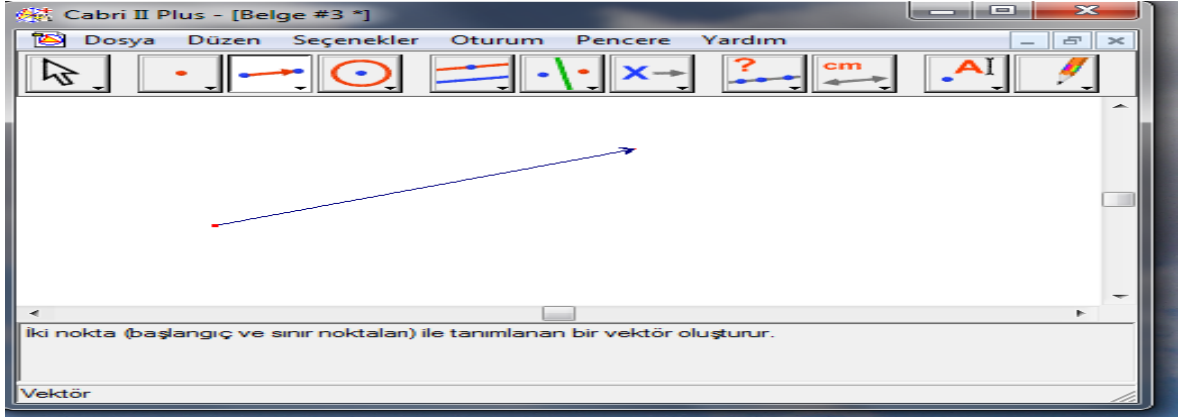 Cabri II Plus - [Belge #3 *]
Dosya Düzen Seçenekler Oturum Pencere Yardım
? cm A
İki nokta (başlangıç ve sınır noktaları) ile tanımlanan bir vektör oluşturur.
Vektör